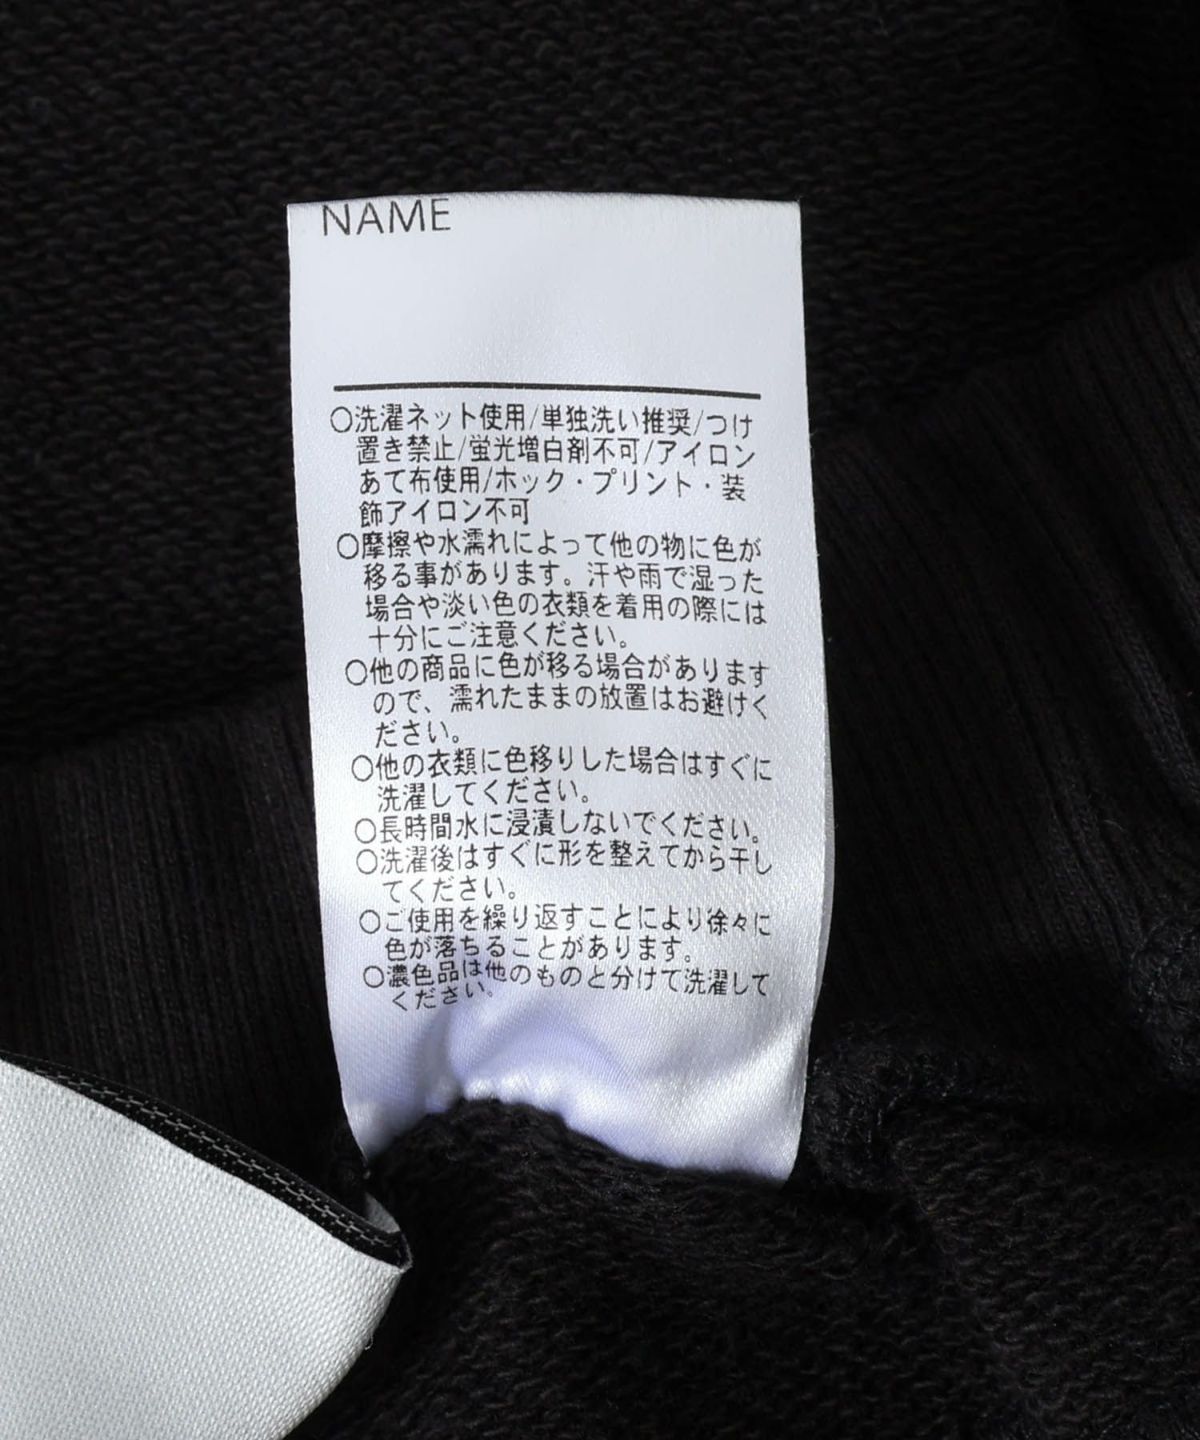 NAME
○洗濯ネット使用/単独洗い推奨/つけ
置き禁止/蛍光増白剤不可/アイロン
あて布使用/ホック・プリント・装
飾アイロン不可
○摩擦や水濡れによって他の物に色が
移る事があります。汗や雨で湿った
場合や淡い色の衣類を着用の際には
十分にご注意ください。
○他の商品に色が移る場合があります
ので、濡れたままの放置はお避けく
ださい。
○他の衣類に色移りした場合はすぐに
洗濯してください。
○長時間水に浸漬しないでください。
○洗濯後はすぐに形を整えてから干し
てください。
○ご使用を繰り返すことにより徐々に
色が落ちることがあります。
○濃色品は他のものと分けて洗濯して
ください。